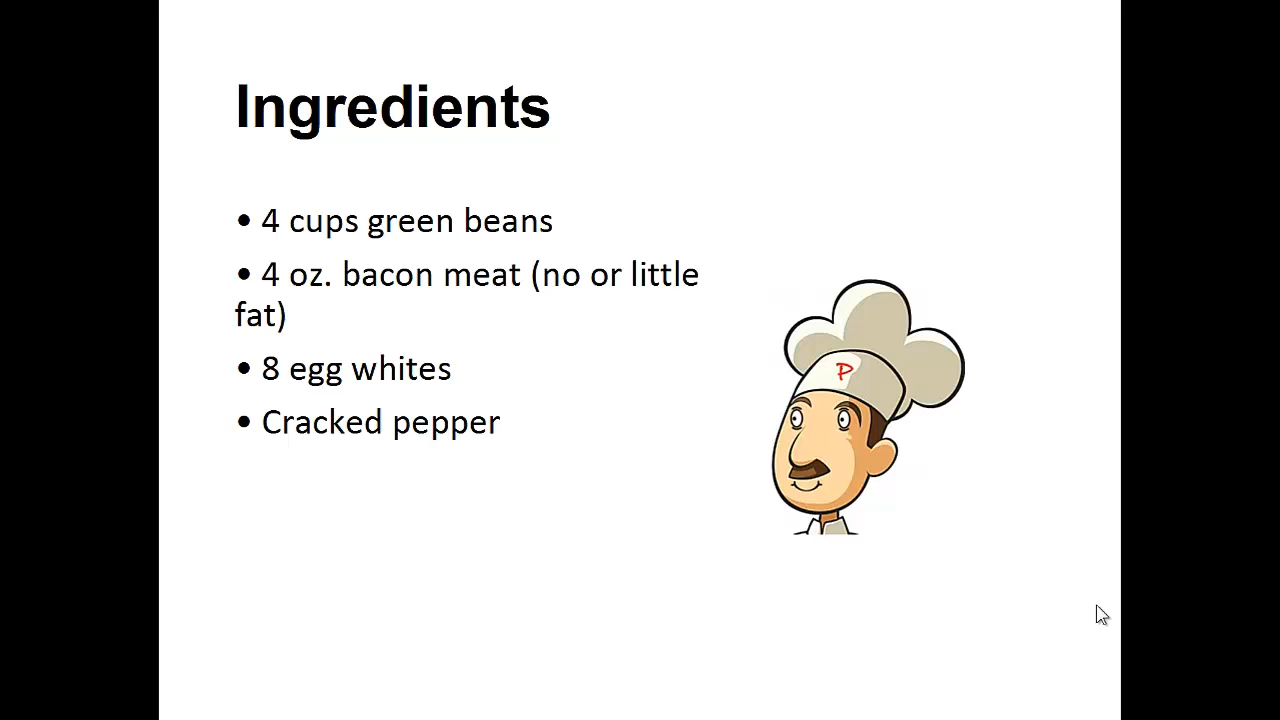 Ingredients
• 4 cups green beans
• 4 oz. bacon meat (no or little
fat)
• 8 egg whites
• Cracked pepper
P